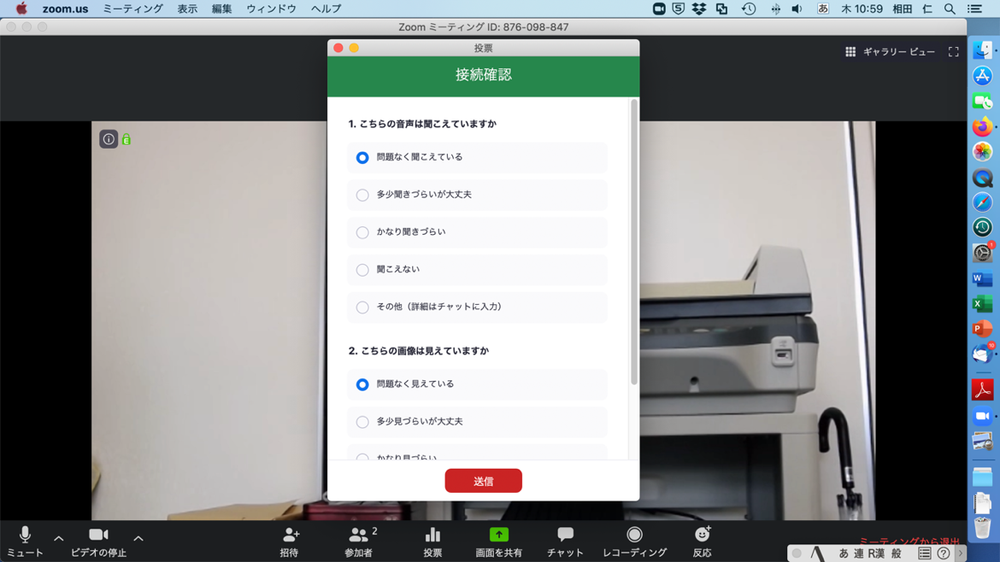 zoom.us ミーティング 表示 編集 ウィンドウ ヘルプ あ 木 10:59 相田 仁
Zoom ミーティング ID: 876-098-847
投票
接続確認
ギャラリー ビュー
1. こちらの音声は聞こえていますか
問題なく聞こえている
多少聞きづらいが大丈夫
かなり聞きづらい
聞こえない
その他（詳細はチャットに入力）
2. こちらの画像は見えていますか
問題なく見えている
多少見づらいが大丈夫
かなり見づらい
送信
ミュート
ビデオの停止
招待
2
参加者
投票
画面を共有
チャット
レコーディング
反応
ミーティングから退出
あ 連 R漢 般
1
W
X
P
10